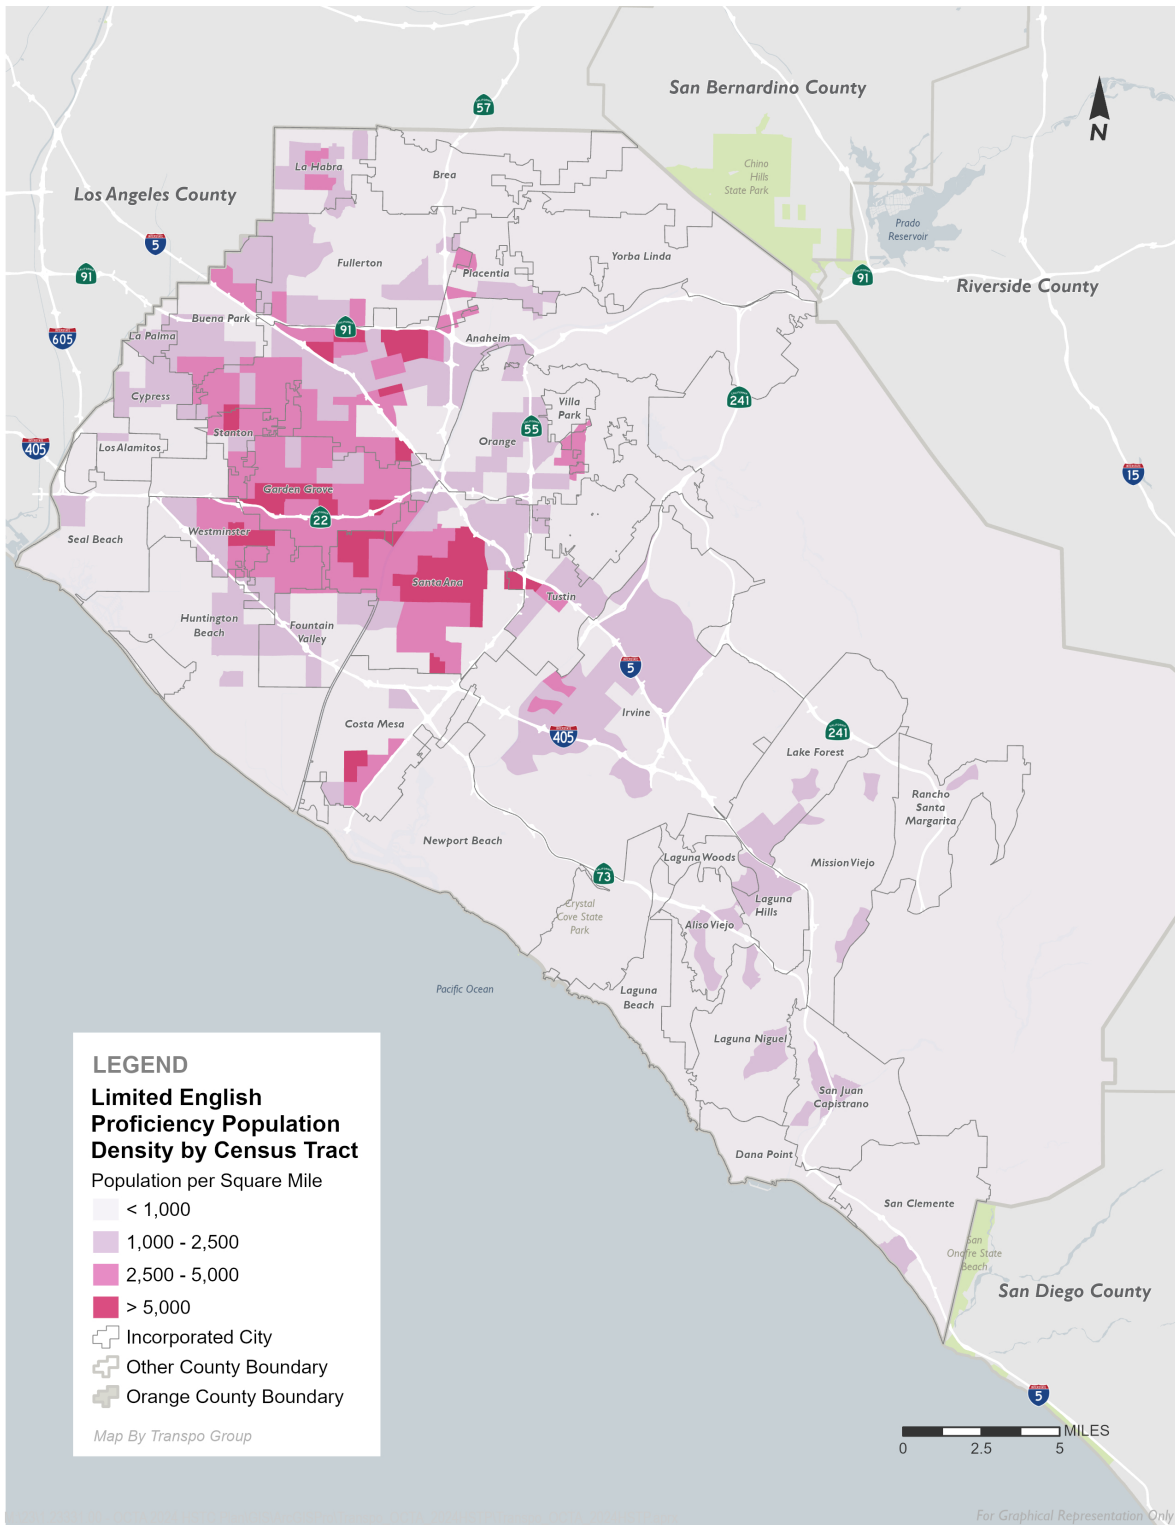 57
San Bernardino County
N
Chino
Hills
State Park
La Habra
Brea
Los Angeles County
Prado
Reservoir
5
Fullerton
Yorba Linda
91
Placentia
91
Riverside County
Buena Park
91
La Palma
605
Anaheim
Cypress
241
Villa
Park
55
Stanton
Orange
Los Alamitos
405
15
Garden Grove
22
Westminster
Seal Beach
Santa Ana
Tustin
Huntington
Beach
Fountain
Valley
5
Irvine
Costa Mesa
405
241
Lake Forest
Rancho
Santa
Margarita
Newport Beach
Laguna Woods
Mission Viejo
73
Crystal
Cove State
Park
Laguna
Hills
Aliso Viejo
Pacific Ocean
Laguna
Beach
Laguna Niguel
San Juan
Capistrano
Dana Point
San Clemente
San
Onofre State
Beach
San Diego County
5
LEGEND
Limited English
Proficiency Population
Density by Census Tract
Population per Square Mile
< 1,000
1,000 - 2,500
2,500 - 5,000
> 5,000
Incorporated City
Other County Boundary
Orange County Boundary
Map By Transpo Group
MILES
0 2.5 5
For Graphical Representation Only